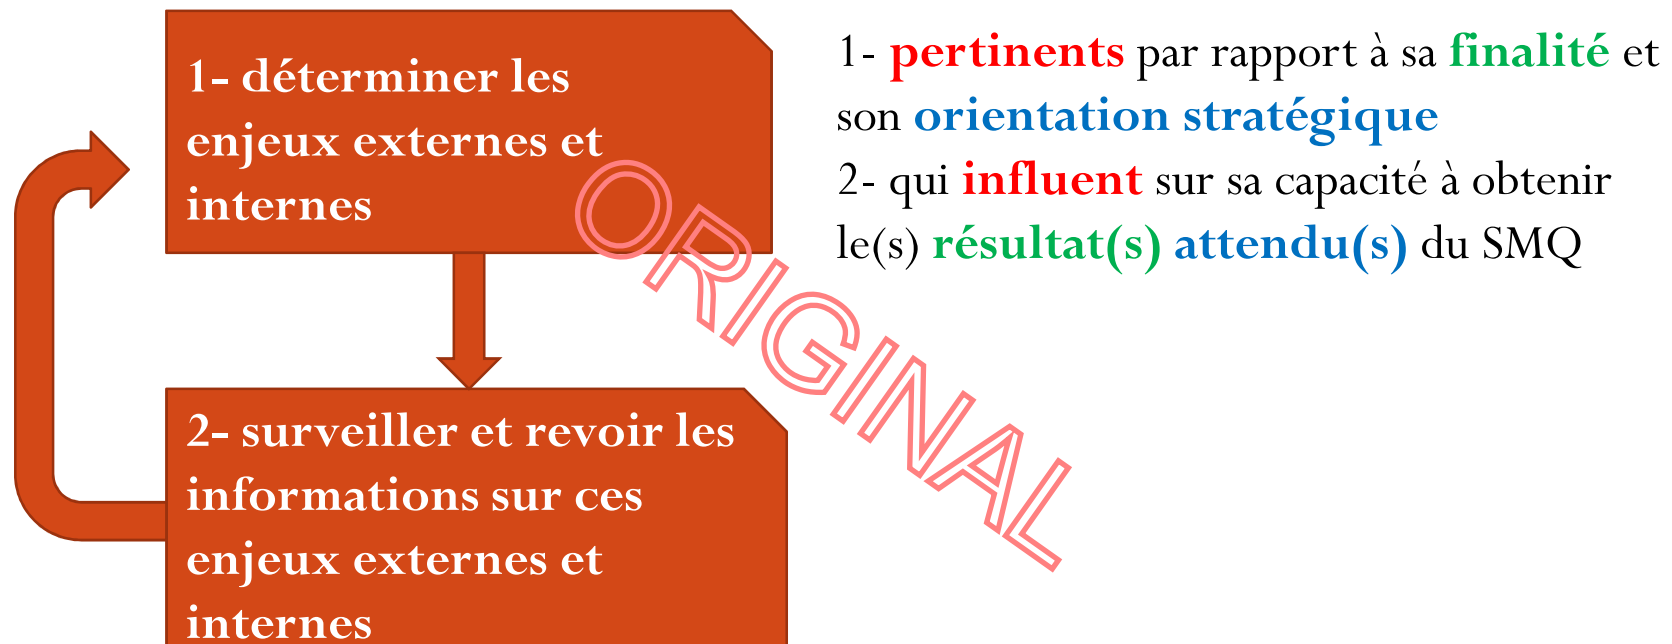 1- déterminer les
enjeux externes et
internes
1- pertinents par rapport à sa finalité et
son orientation stratégique
2- qui influent sur sa capacité à obtenir
le(s) résultat(s) attendu(s) du SMQ
ORIGINAL
2- surveiller et revoir les
informations sur ces
enjeux externes et
internes